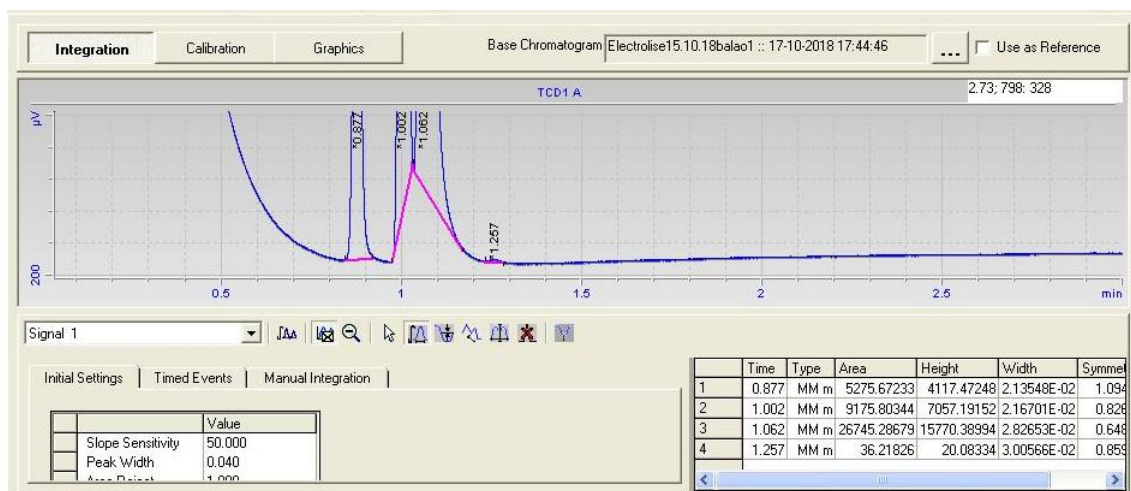 Integration Calibration Graphics Base Chromatogram Electrolise15.10.18balao1 :: 17-10-2018 17:44:46 ... Use as Reference
TCD1 A 2.73; 798: 328
µV
*0.877
*1.002
*1.062
*1.257
200
0.5 1 1.5 2 2.5 min
Signal 1
Initial Settings Timed Events Manual Integration
Value
Slope Sensitivity 50.000
Peak Width 0.040
Time Type Area Height Width Symme
1 0.877 MM m 5275.67233 4117.47248 2.13548E-02 1.094
2 1.002 MM m 9175.80344 7057.19152 2.16701E-02 0.826
3 1.062 MM m 26745.28679 15770.38994 2.82653E-02 0.648
4 1.257 MM m 36.21826 20.08334 3.00566E-02 0.859